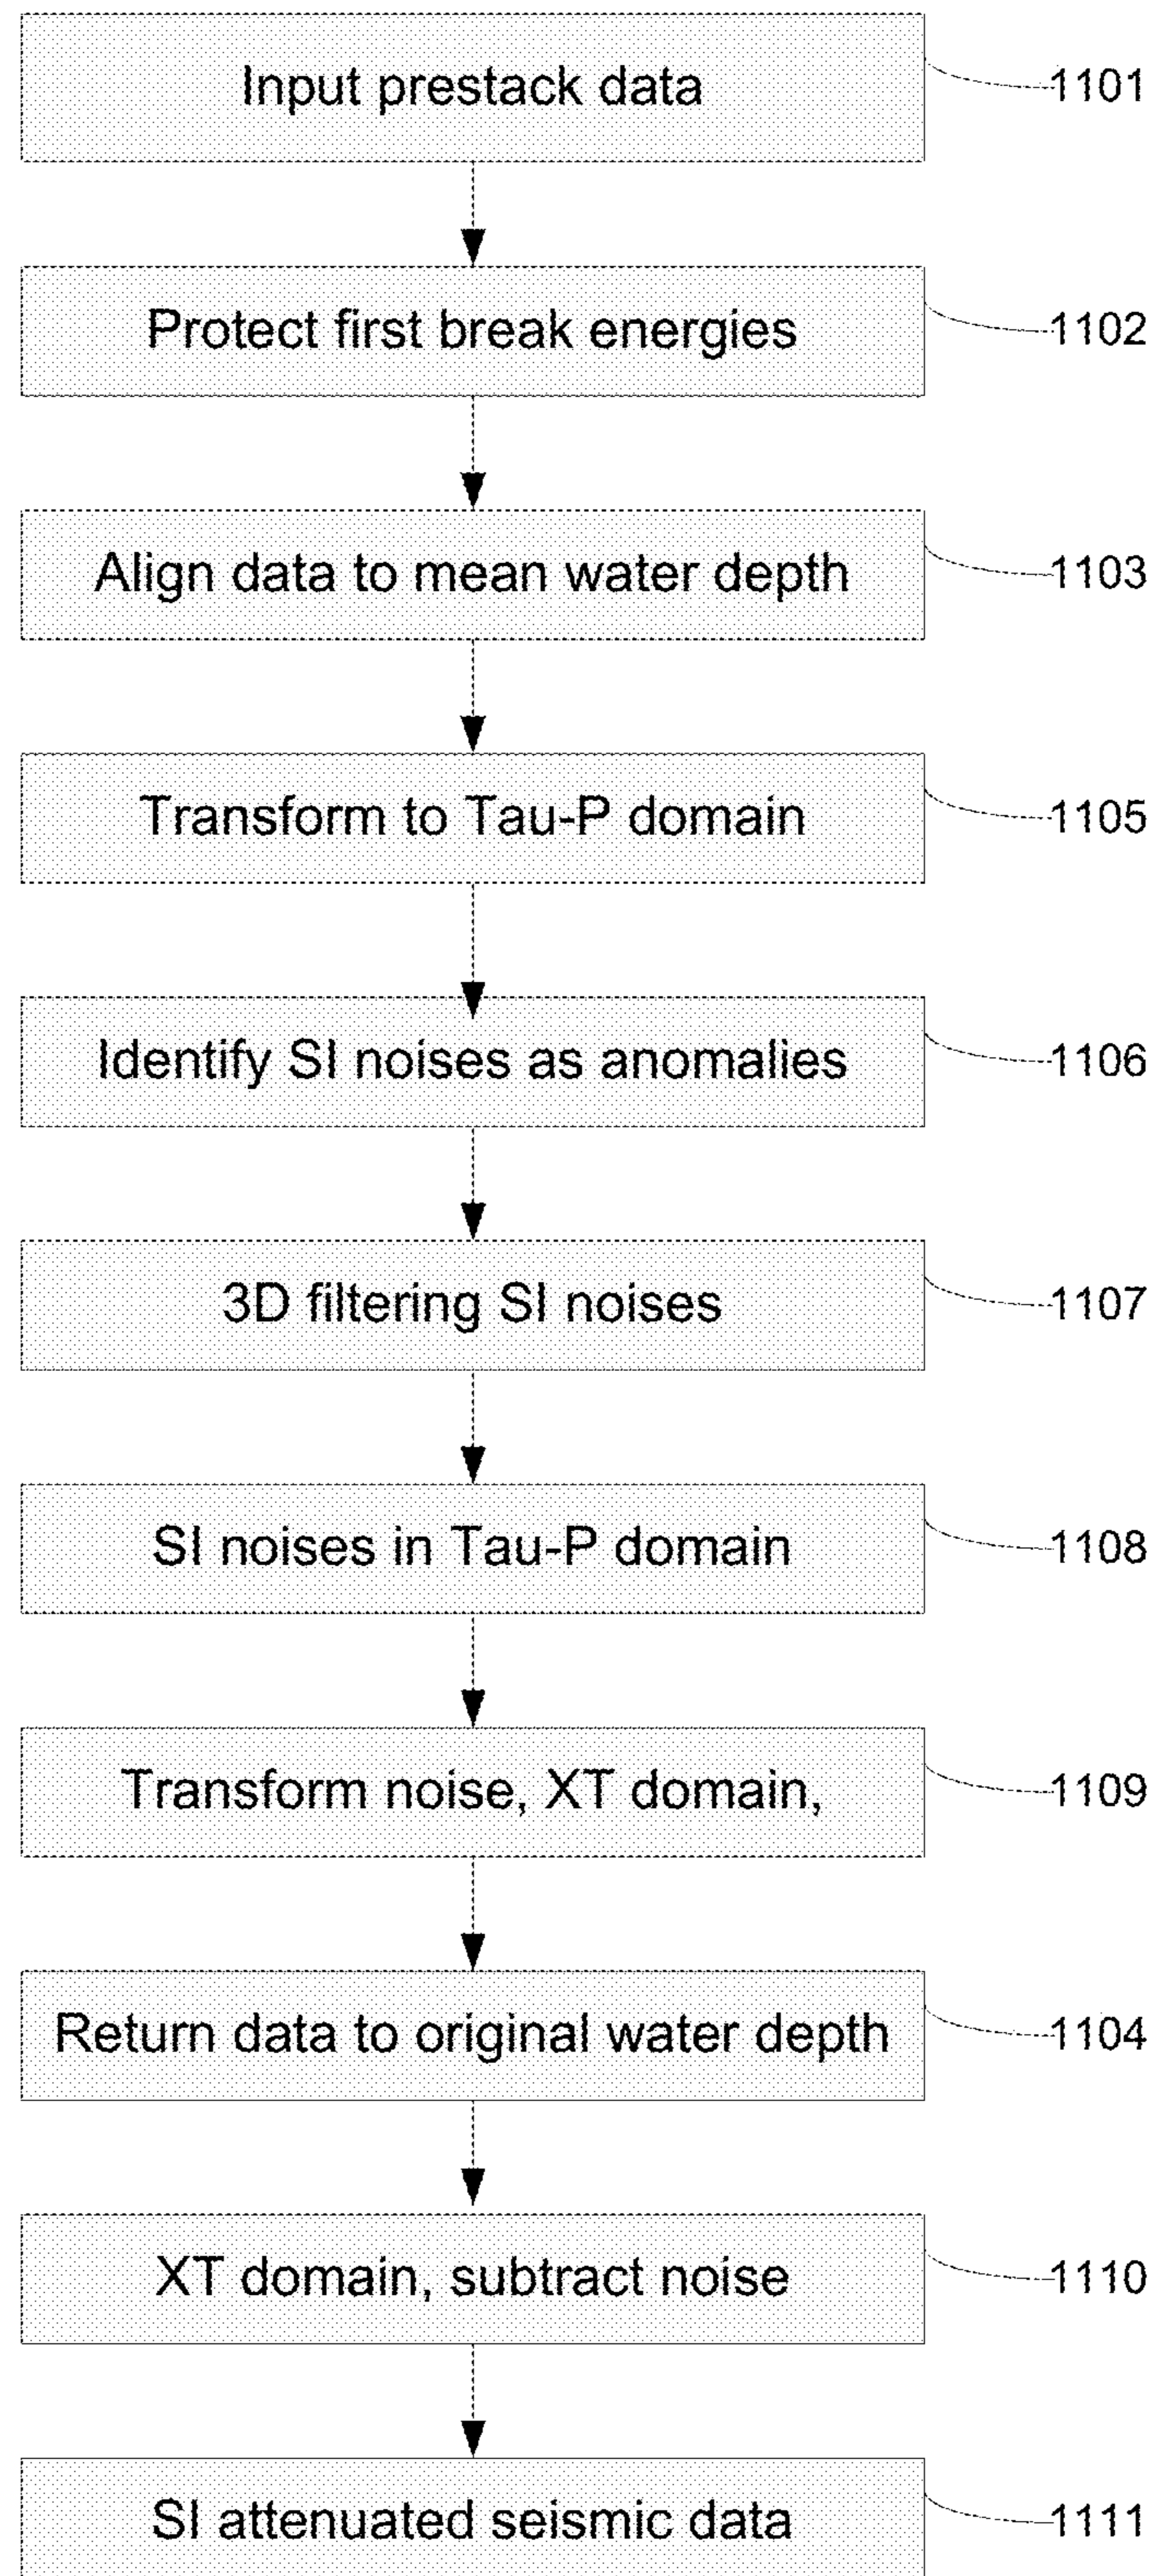 Input prestack data
1101
Protect first break energies
1102
Align data to mean water depth
1103
Transform to Tau-P domain
1105
Identify SI noises as anomalies
1106
3D filtering SI noises
1107
SI noises in Tau-P domain
1108
Transform noise, XT domain,
1109
Return data to original water depth
1104
XT domain, subtract noise
1110
SI attenuated seismic data
1111